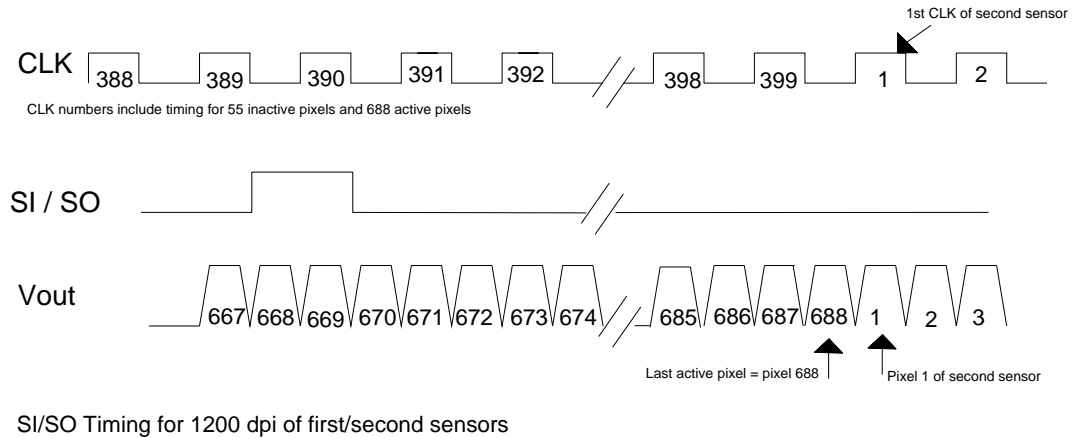 1st CLK of second sensor
CLK
388 389 390 391 392 398 399 1 2
CLK numbers include timing for 55 inactive pixels and 688 active pixels
SI / SO
Vout
667 668 669 670 671 672 673 674 685 686 687 688 1 2 3
Last active pixel = pixel 688
Pixel 1 of second sensor
SI/SO Timing for 1200 dpi of first/second sensors